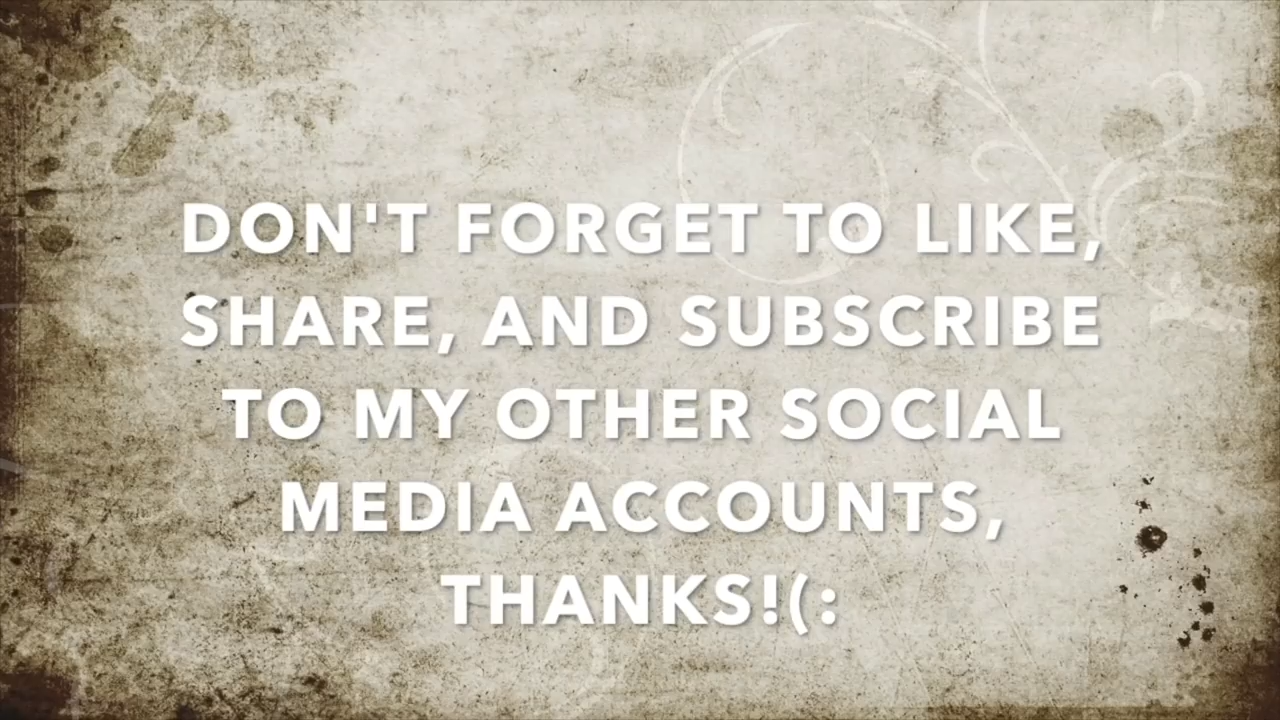 DON'T FORGET TO LIKE,
SHARE, AND SUBSCRIBE
TO MY OTHER SOCIAL
MEDIA ACCOUNTS,
THANKS!(: